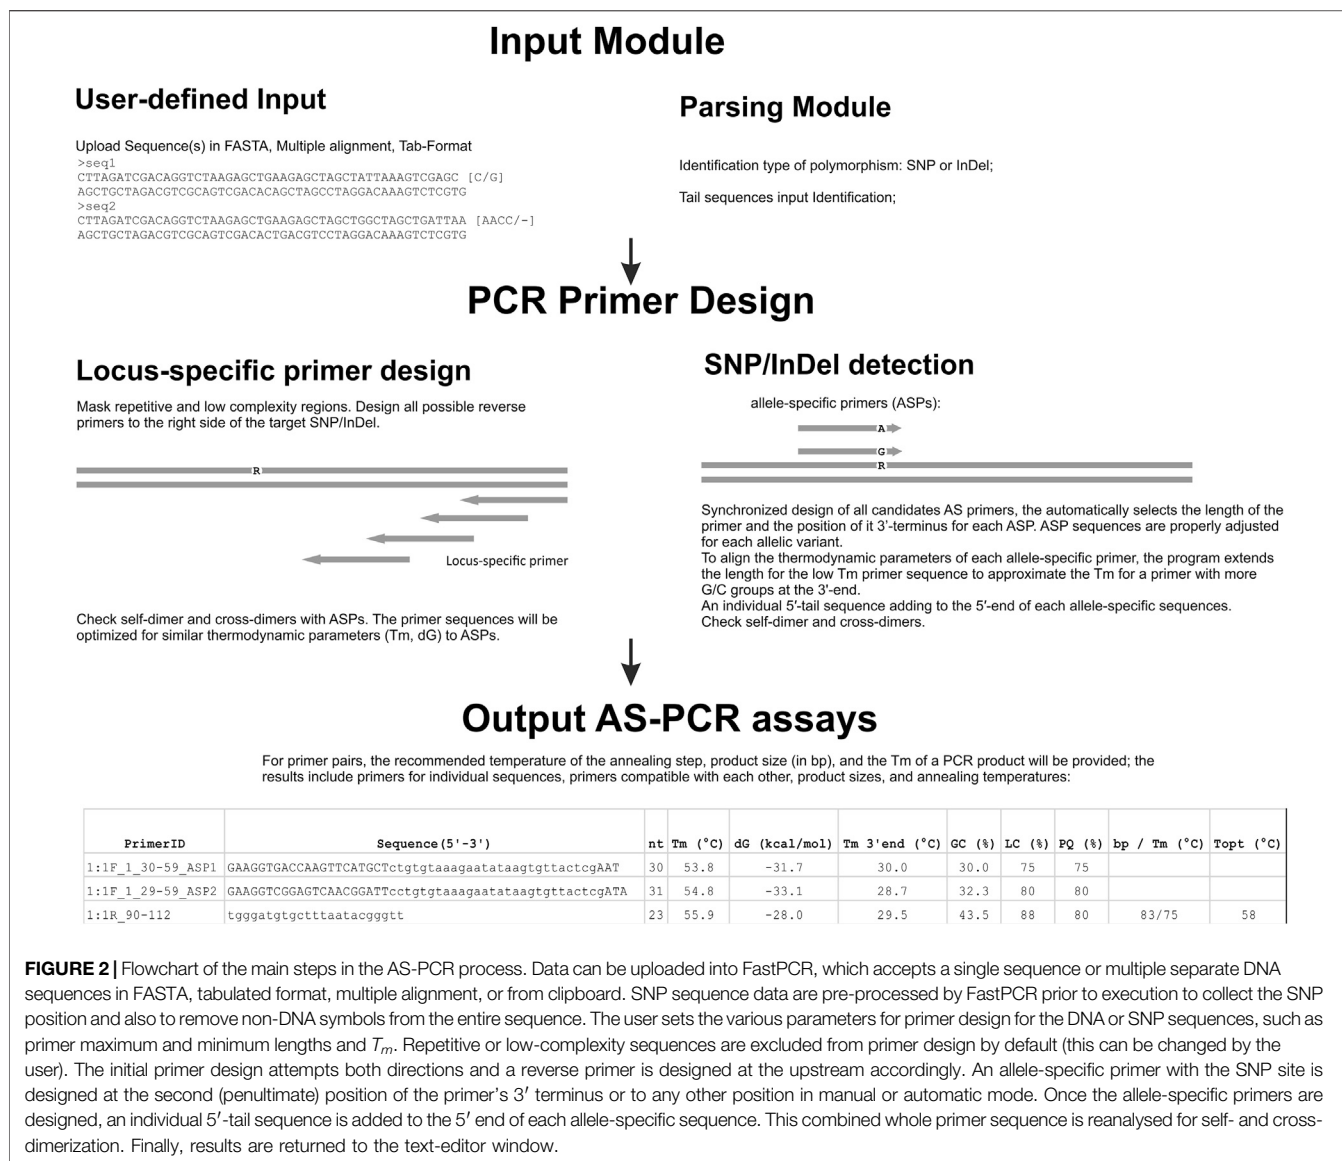 Input Module
User-defined Input
Upload Sequence(s) in FASTA, Multiple alignment, Tab-Format
>seq1
CTTAGATCGACAGGTCTAAGAGCTGAAGAGCTAGCTATTAAAGTCGAGC [C/G]
AGCTGCTAGACGTCGCAGTCGACACAGCTAGCCTAGGACAAAGTCTCGTG
>seq2
CTTAGATCGACAGGTCTAAGAGCTGAAGAGCTAGCTGGCTAGCTGATTAA [AACC/-]
AGCTGCTAGACGTCGCAGTCGACACTGACGTCCTAGGACAAAGTCTCGTG
Parsing Module
Identification type of polymorphism: SNP or InDel;
Tail sequences input Identification;
PCR Primer Design
Locus-specific primer design
Mask repetitive and low complexity regions. Design all possible reverse
primers to the right side of the target SNP/InDel.
R
Locus-specific primer
Check self-dimer and cross-dimers with ASPs. The primer sequences will be
optimized for similar thermodynamic parameters (Tm, dG) to ASPs.
SNP/InDel detection
allele-specific primers (ASPs):
A
G
R
Synchronized design of all candidates AS primers, the automatically selects the length of the
primer and the position of it 3'-terminus for each ASP. ASP sequences are properly adjusted
for each allelic variant.
To align the thermodynamic parameters of each allele-specific primer, the program extends
the length for the low Tm primer sequence to approximate the Tm for a primer with more
G/C groups at the 3'-end.
An individual 5′-tail sequence adding to the 5′-end of each allele-specific sequences.
Check self-dimer and cross-dimers.
Output AS-PCR assays
For primer pairs, the recommended temperature of the annealing step, product size (in bp), and the Tm of a PCR product will be provided; the
results include primers for individual sequences, primers compatible with each other, product sizes, and annealing temperatures:
PrimerID Sequence(5'-3') nt Tm (°C) dG (kcal/mol) Tm 3'end (°C) GC (%) LC (%) PQ (%) bp / Tm (°C) Topt (°C)
1:1F_1_30-59_ASP1 GAAGGTGACCAAGTTCATGCTctgtgtaaagaatataagtgttactcgAAT 30 53.8 -31.7 30.0 30.0 75 75
1:1F_1_29-59_ASP2 GAAGGTCGGAGTCAACGGATTcctgtgtaaagaatataagtgttactcgATA 31 54.8 -33.1 28.7 32.3 80 80
1:1R_90-112 tgggatgtgctttaatacgggtt 23 55.9 -28.0 29.5 43.5 88 80 83/75 58
FIGURE 2 | Flowchart of the main steps in the AS-PCR process. Data can be uploaded into FastPCR, which accepts a single sequence or multiple separate DNA
sequences in FASTA, tabulated format, multiple alignment, or from clipboard. SNP sequence data are pre-processed by FastPCR prior to execution to collect the SNP
position and also to remove non-DNA symbols from the entire sequence. The user sets the various parameters for primer design for the DNA or SNP sequences, such as
primer maximum and minimum lengths and Tm. Repetitive or low-complexity sequences are excluded from primer design by default (this can be changed by the
user). The initial primer design attempts both directions and a reverse primer is designed at the upstream accordingly. An allele-specific primer with the SNP site is
designed at the second (penultimate) position of the primer's 3′ terminus or to any other position in manual or automatic mode. Once the allele-specific primers are
designed, an individual 5′-tail sequence is added to the 5′ end of each allele-specific sequence. This combined whole primer sequence is reanalysed for self- and cross-
dimerization. Finally, results are returned to the text-editor window.